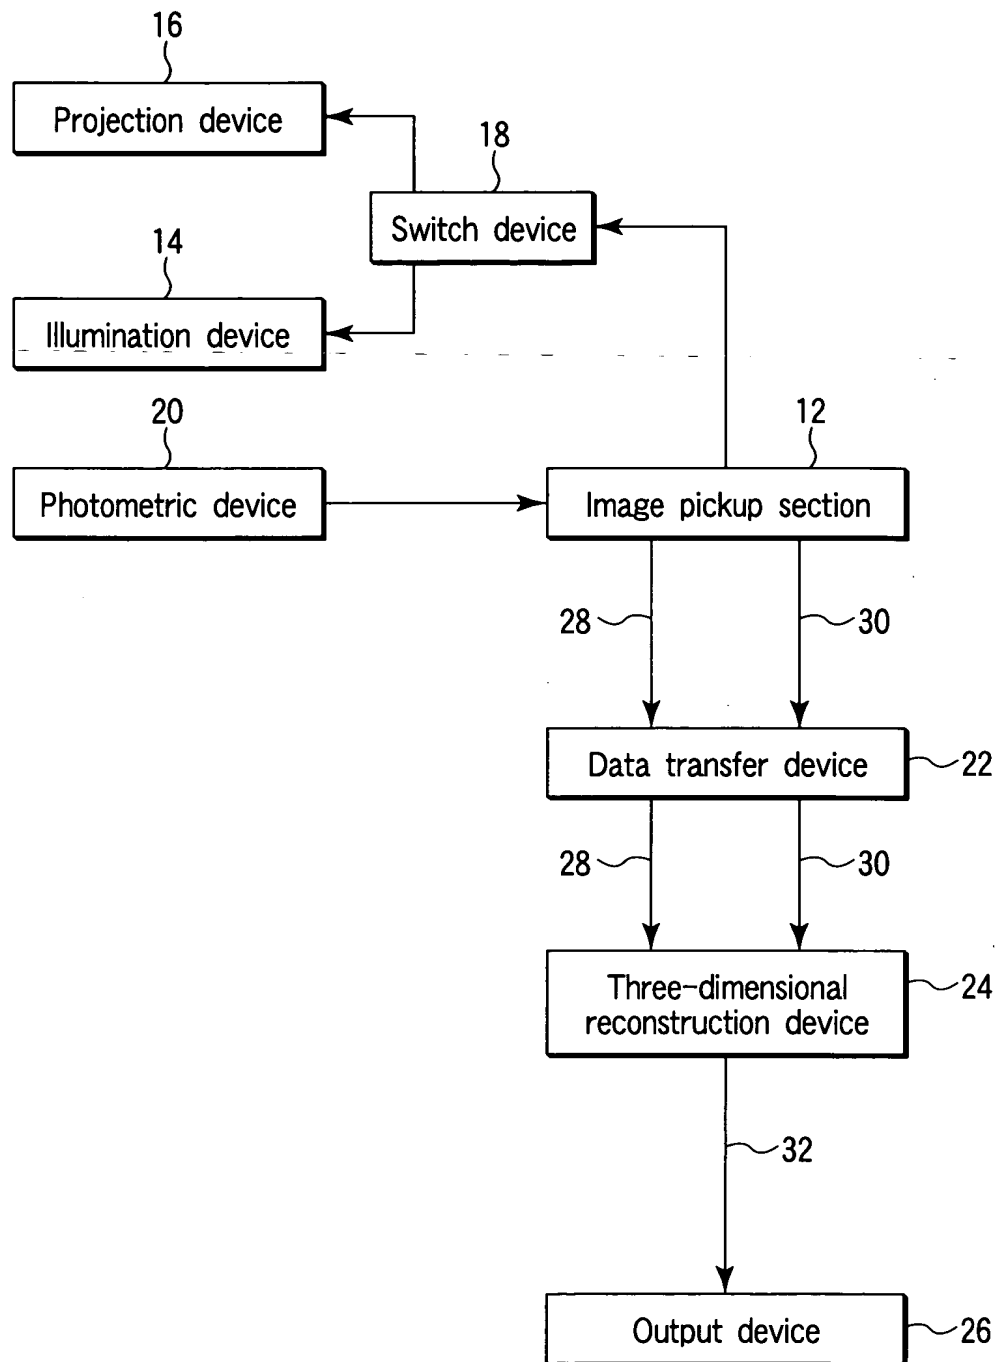 16
Projection device
18
Switch device
14
Illumination device
20
12
Photometric device
Image pickup section
28
30
Data transfer device
22
28
30
Three-dimensional
reconstruction device
24
32
Output device
26